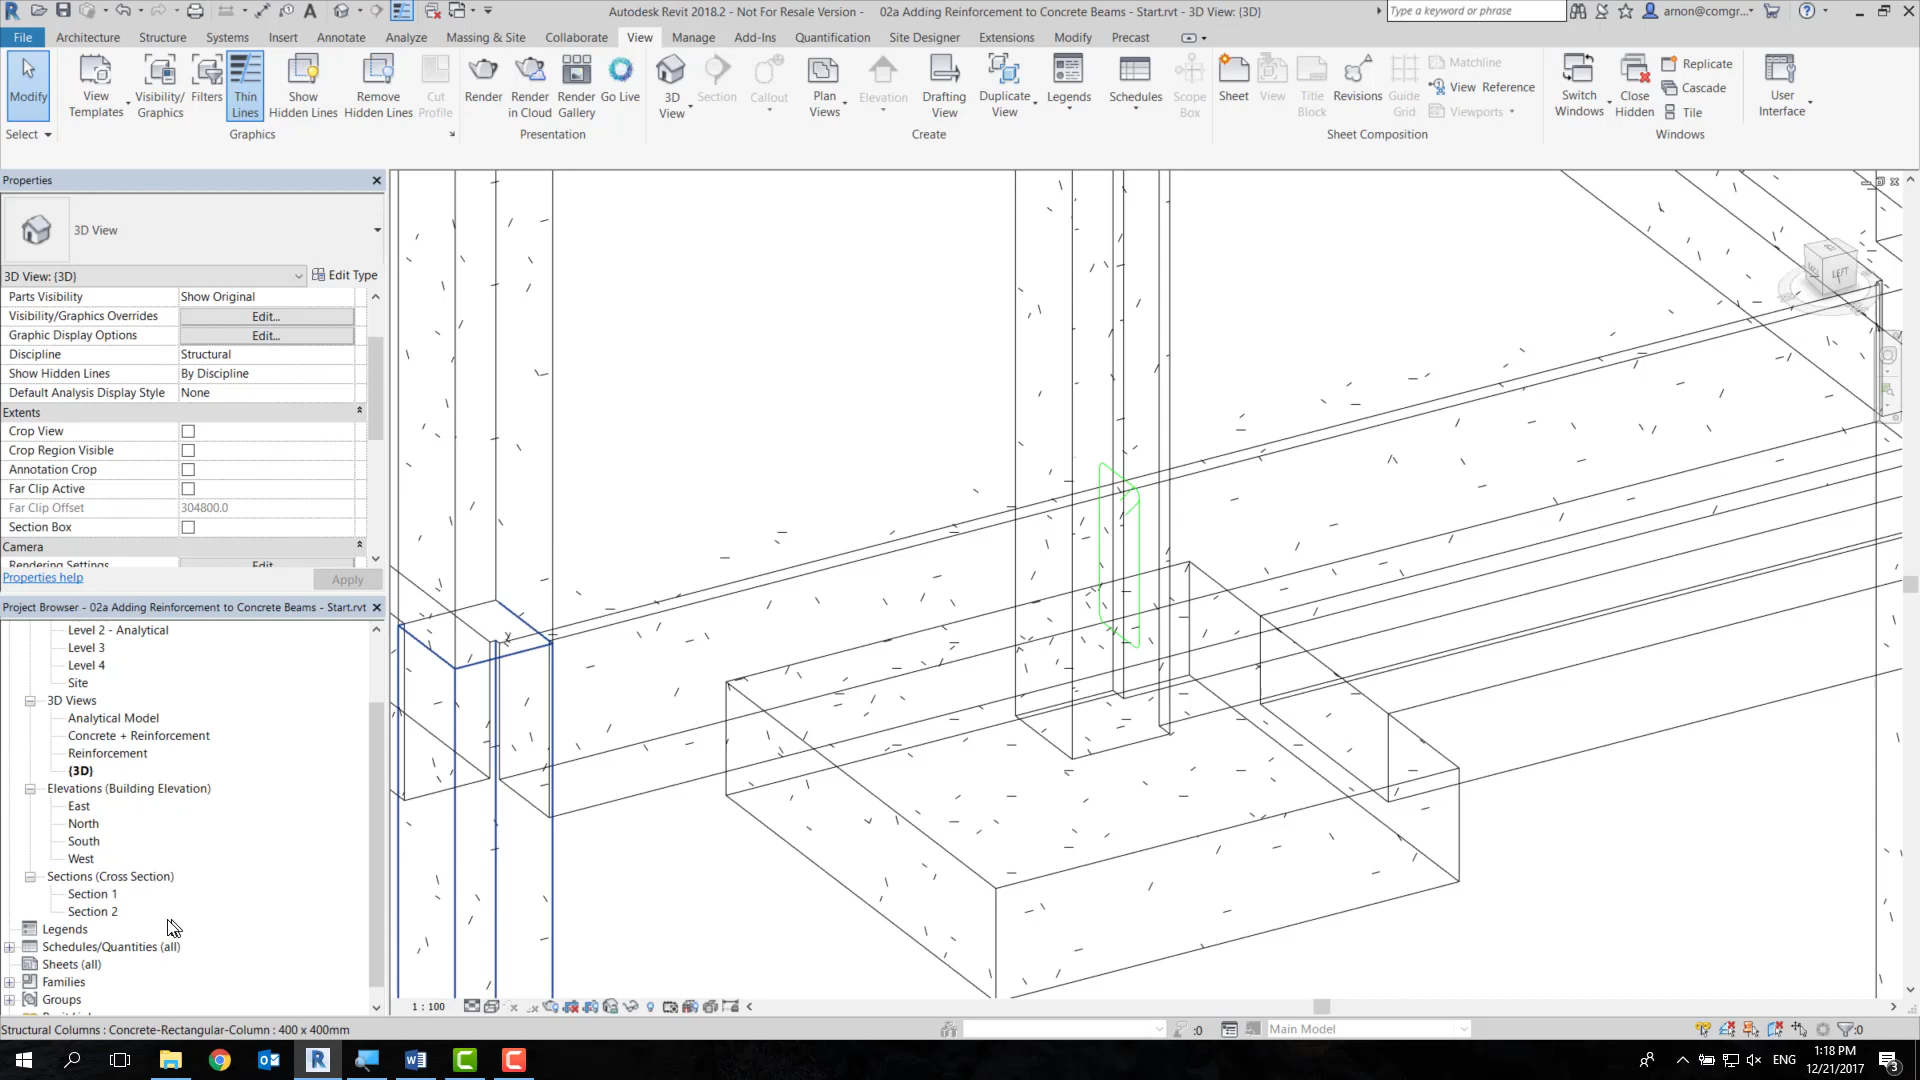 Autodesk Revit 2018.2 - Not For Resale Version - 02a Adding Reinforcement to Concrete Beams - Start.rvt - 3D View: {3D}
Type a keyword or phrase
arnon@comgr...
File Architecture Structure Systems Insert Annotate Analyze Massing & Site Collaborate View Manage Add-Ins Quantification Site Designer Extensions Modify Precast
Modify
View Templates
Visibility/ Graphics
Filters
Thin Lines
Show Hidden Lines
Remove Hidden Lines
Cut Profile
Render
Render in Cloud
Render Gallery
Go Live
3D View
Section
Callout
Plan Views
Elevation
Drafting View
Duplicate View
Legends
Schedules
Scope Box
Sheet
View
Title Block
Revisions
Guide Grid
Matchline
View Reference
Viewports
Switch Windows
Close Hidden
Replicate
Cascade
Tile
User Interface
Select
Graphics
Presentation
Create
Sheet Composition
Windows
Properties
3D View
3D View: {3D}
Edit Type
Parts Visibility Show Original
Visibility/Graphics Overrides Edit...
Graphic Display Options Edit...
Discipline Structural
Show Hidden Lines By Discipline
Default Analysis Display Style None
Extents
Crop View
Crop Region Visible
Annotation Crop
Far Clip Active
Far Clip Offset 304800.0
Section Box
Camera
Rendering Settings Edit...
Properties help
Apply
Project Browser - 02a Adding Reinforcement to Concrete Beams - Start.rvt
Level 2 - Analytical
Level 3
Level 4
Site
3D Views
Analytical Model
Concrete + Reinforcement
Reinforcement
{3D}
Elevations (Building Elevation)
East
North
South
West
Sections (Cross Section)
Section 1
Section 2
Legends
Schedules/Quantities (all)
Sheets (all)
Families
Groups
LEFT
1 : 100
Structural Columns : Concrete-Rectangular-Column : 400 x 400mm
:0
Main Model
:0
ENG
1:18 PM
12/21/2017
3